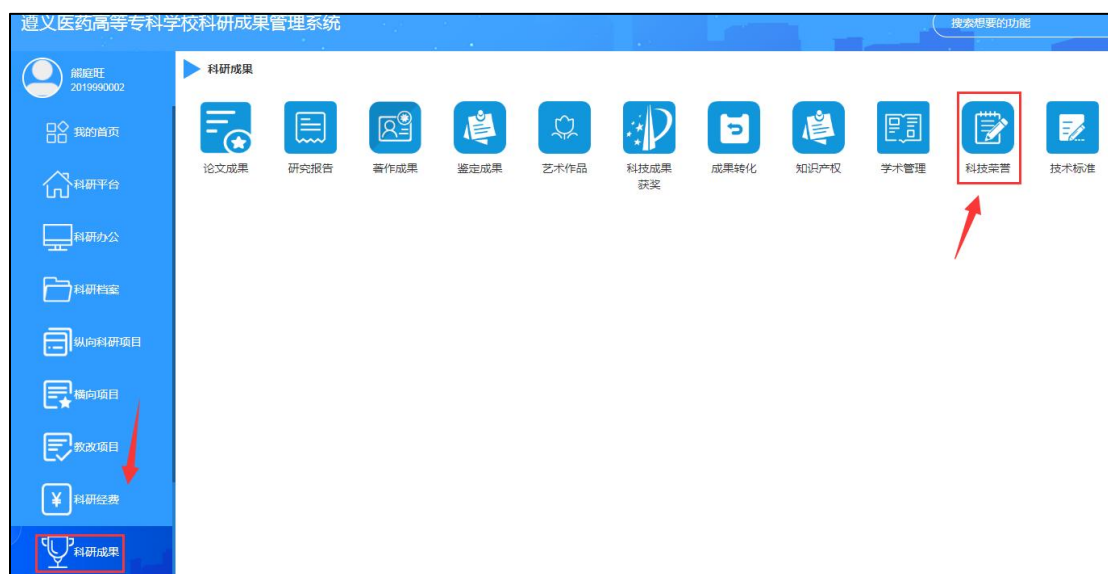 遵义医药高等专科学校科研成果管理系统
搜索想要的功能
熊庭旺
2019990002
科研成果
我的首页
科研平台
科研办公
科研档案
纵向科研项目
横向项目
教改项目
科研经费
科研成果
论文成果
研究报告
著作成果
鉴定成果
艺术作品
科技成果
获奖
成果转化
知识产权
学术管理
科技荣誉
技术标准